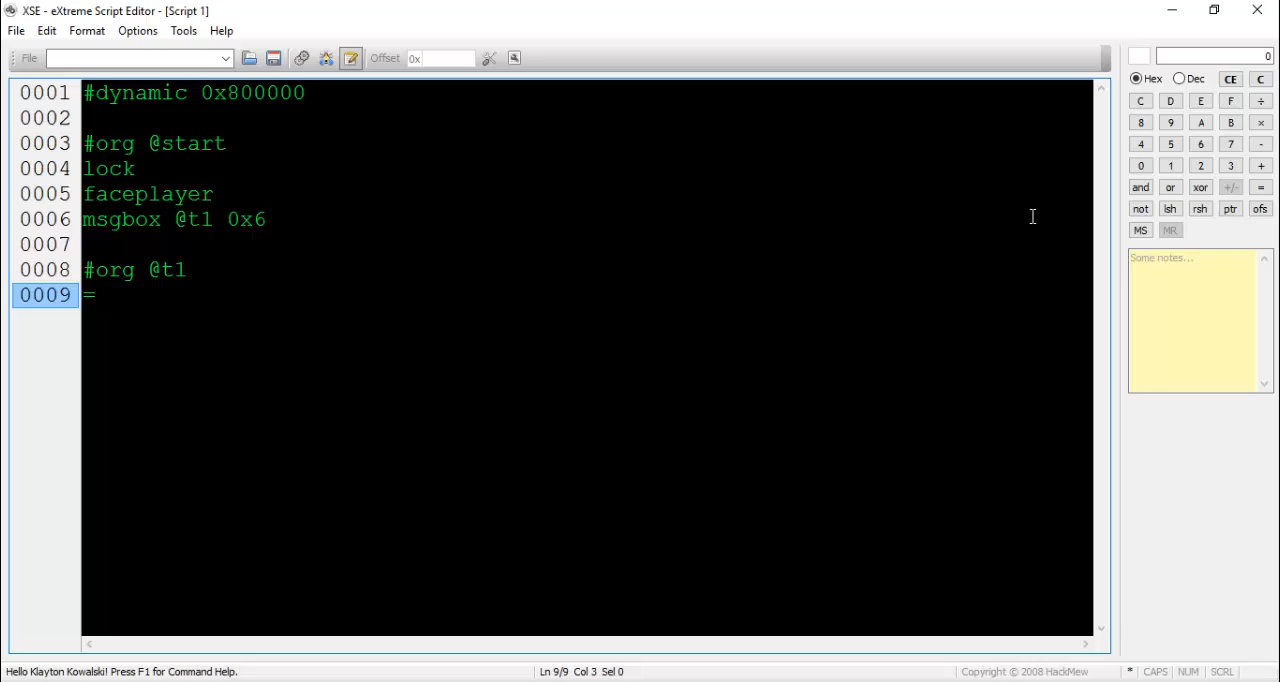 XSE - eXtreme Script Editor - [Script 1]
File Edit Format Options Tools Help
File Offset 0x 0
Hex Dec CE C
0001 #dynamic 0x800000
0002
0003 #org @start
0004 lock
0005 faceplayer
0006 msgbox @t1 0x6
0007
0008 #org @t1
0009 =
C D E F ÷
8 9 A B ×
4 5 6 7 -
0 1 2 3 +
and or xor +/- =
not lsh rsh ptr ofs
MS MR
Some notes...
Hello Klayton Kowalski! Press F1 for Command Help. Ln 9/9 Col 3 Sel 0 Copyright © 2008 HackMew * CAPS NUM SCRL